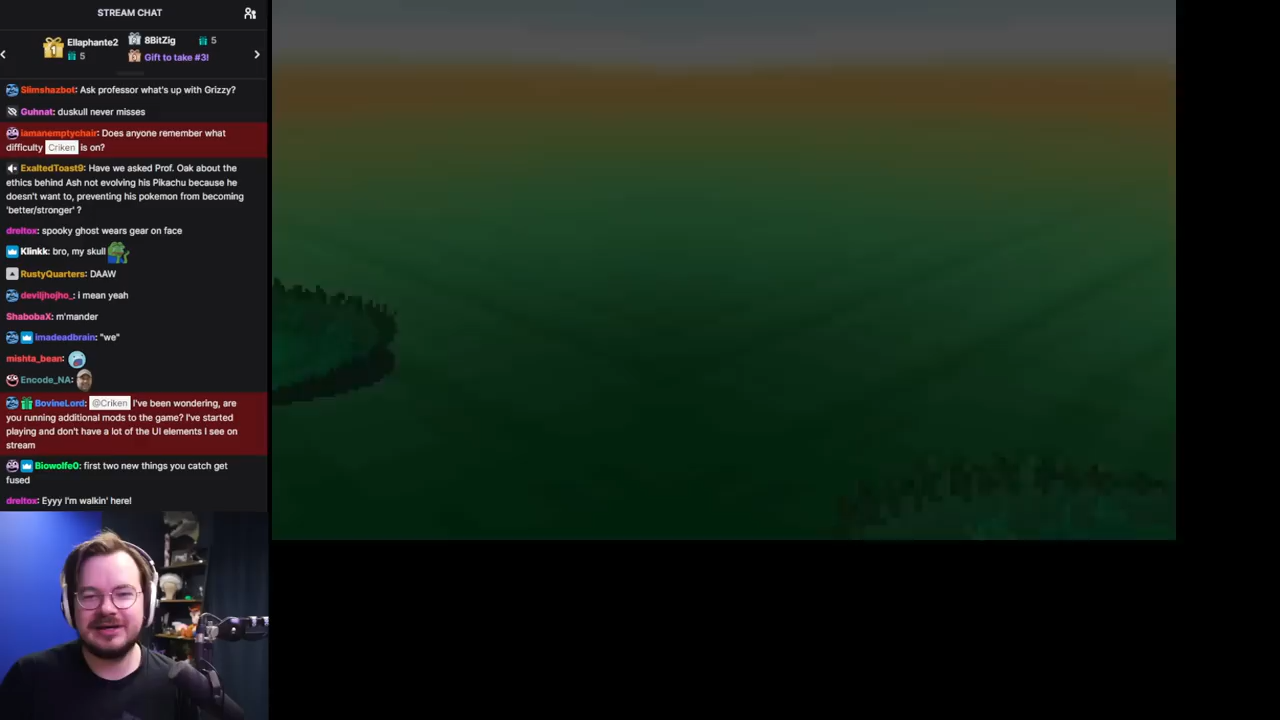 STREAM CHAT
Ellaphante2
5
8BitZig
5
Gift to take #3!
Slimshazbot: Ask professor what's up with Grizzy?
Guhnat: duskull never misses
iamanemptychair: Does anyone remember what
difficulty Criken is on?
ExaltedToast9: Have we asked Prof. Oak about the
ethics behind Ash not evolving his Pikachu because he
doesn't want to, preventing his pokemon from becoming
'better/stronger' ?
dreitox: spooky ghost wears gear on face
Klinkk: bro, my skull
RustyQuarters: DAAW
deviljhojho_: i mean yeah
ShabobaX: m'mander
imadeadbrain: "we"
mishta_bean:
Encode_NA:
BovineLord: @Criken I've been wondering, are
you running additional mods to the game? I've started
playing and don't have a lot of the UI elements I see on
stream
Biowolfe0: first two new things you catch get
fused
dreitox: Eyyy I'm walkin' here!